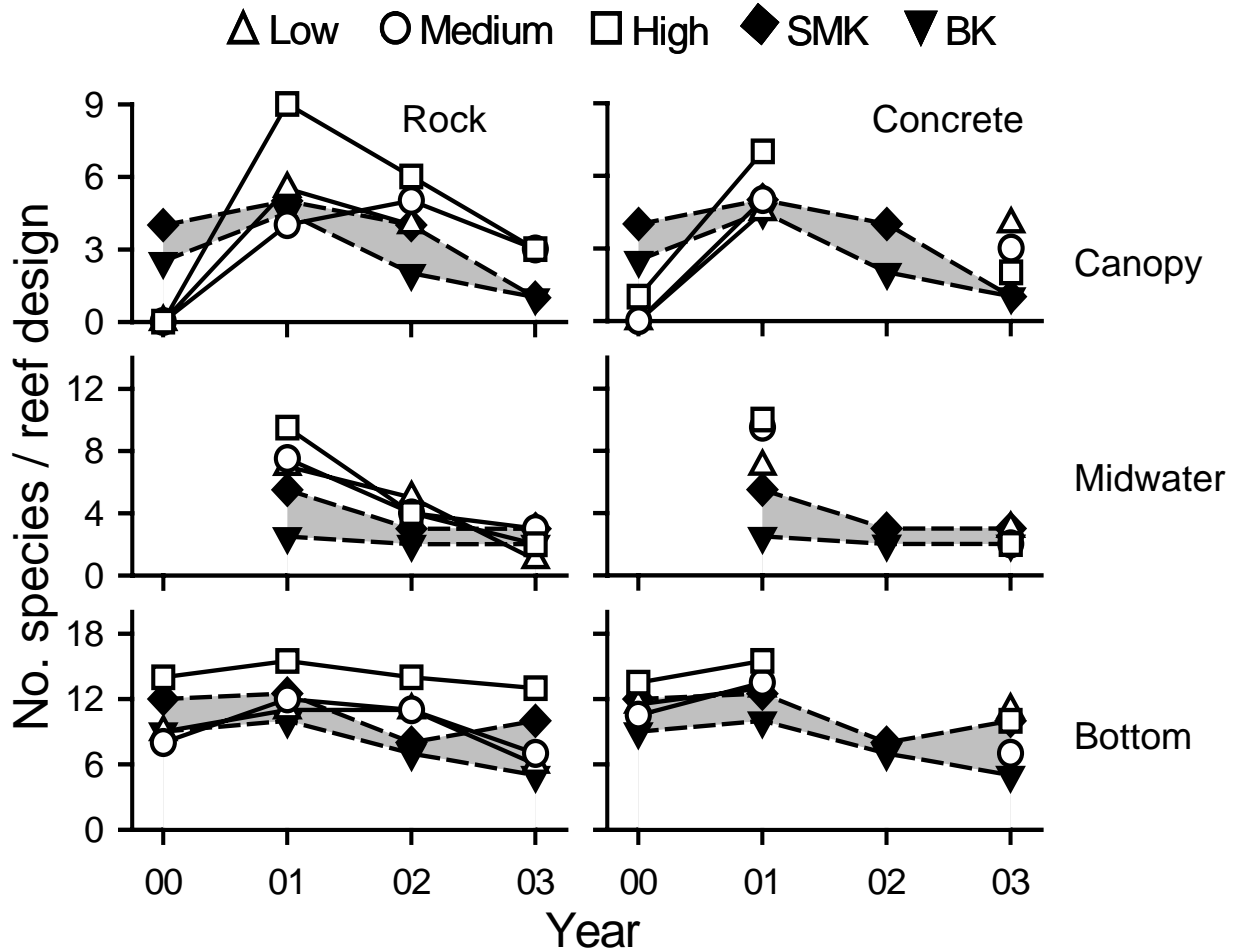 Low Medium High SMK BK
Rock Concrete
9
6
3
0
Canopy
12
8
4
0
Midwater
18
12
6
0
Bottom
00 01 02 03 00 01 02 03
Year
No. species / reef design